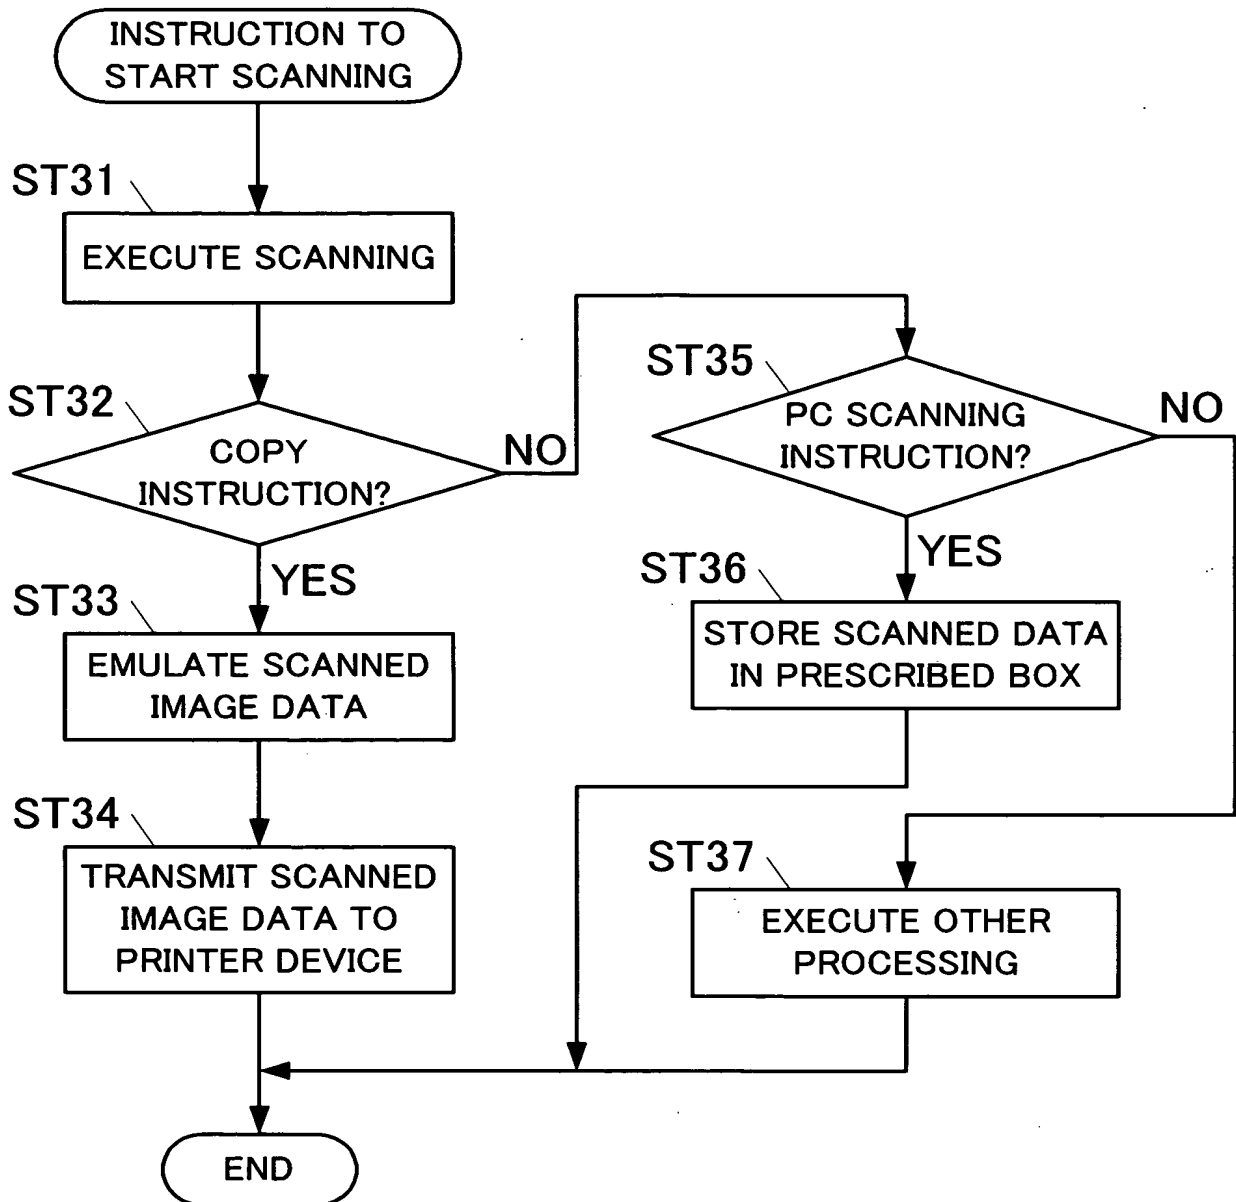 INSTRUCTION TO
START SCANNING
ST31
EXECUTE SCANNING
ST32
COPY
INSTRUCTION?
NO
YES
ST33
EMULATE SCANNED
IMAGE DATA
ST34
TRANSMIT SCANNED
IMAGE DATA TO
PRINTER DEVICE
ST35
PC SCANNING
INSTRUCTION?
NO
YES
ST36
STORE SCANNED DATA
IN PRESCRIBED BOX
ST37
EXECUTE OTHER
PROCESSING
END